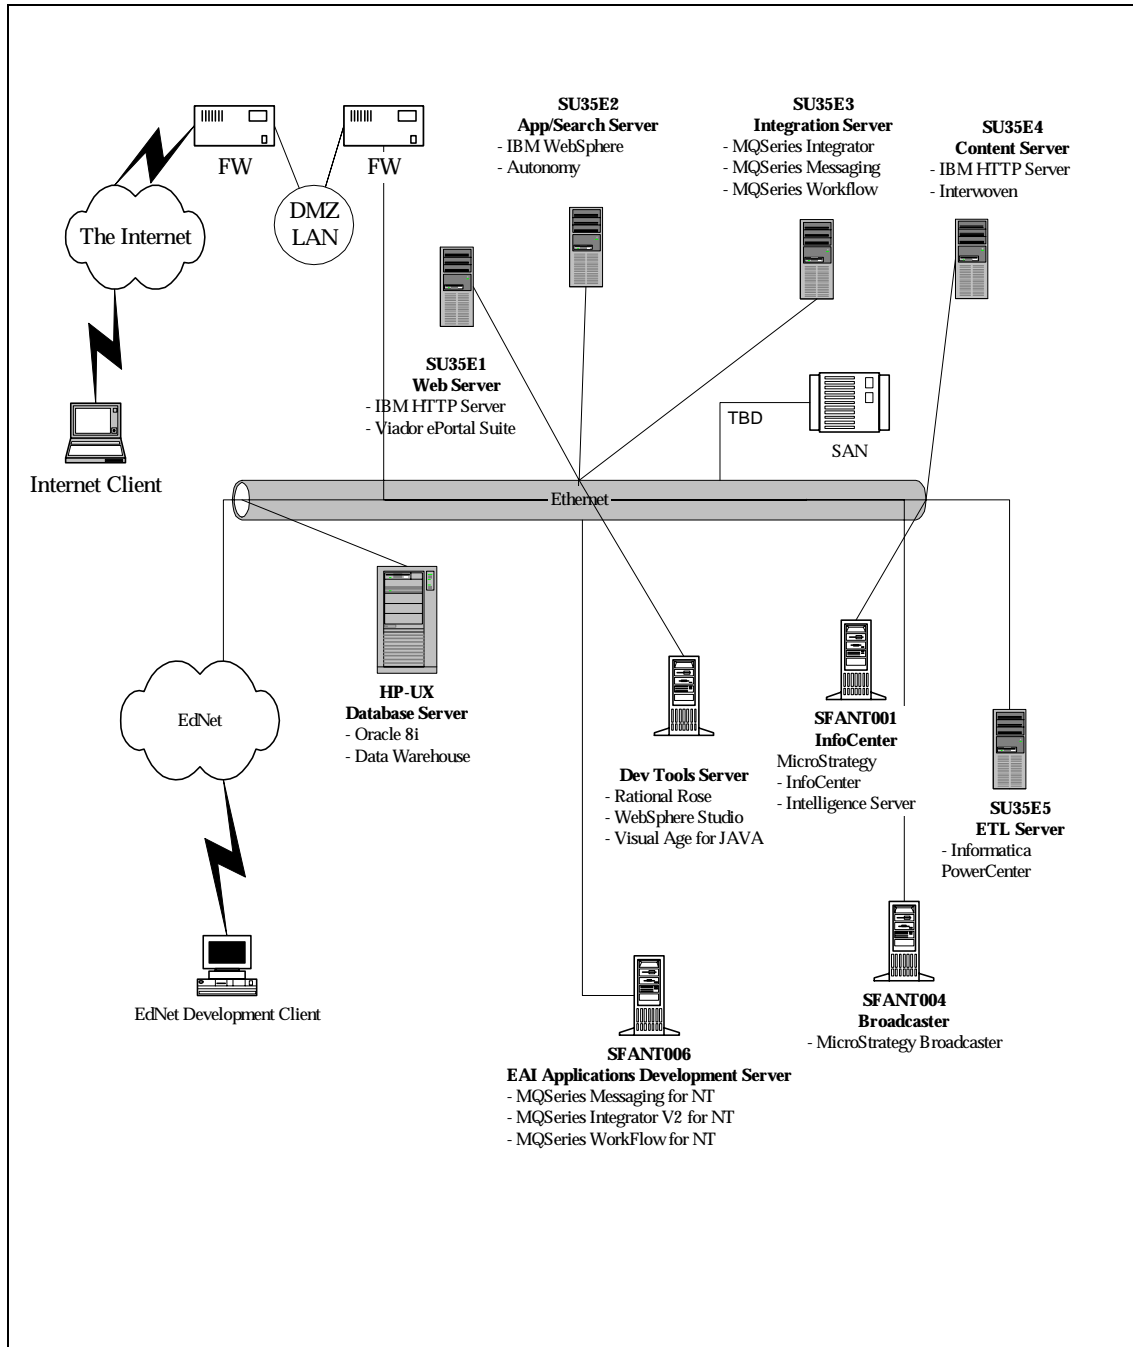 SU35E2
App/Search Server
- IBM WebSphere
- Autonomy
SU35E3
Integration Server
- MQSeries Integrator
- MQSeries Messaging
- MQSeries Workflow
SU35E4
Content Server
- IBM HTTP Server
- Interwoven
FW
FW
DMZ
LAN
The Internet
SU35E1
Web Server
- IBM HTTP Server
- Viador ePortal Suite
TBD
SAN
Internet Client
Ethernet
HP-UX
Database Server
- Oracle 8i
- Data Warehouse
EdNet
Dev Tools Server
- Rational Rose
- WebSphere Studio
- Visual Age for JAVA
SFANT001
InfoCenter
MicroStrategy
- InfoCenter
- Intelligence Server
SU35E5
ETL Server
- Informatica
PowerCenter
EdNet Development Client
SFANT004
Broadcaster
- MicroStrategy Broadcaster
SFANT006
EAI Applications Development Server
- MQSeries Messaging for NT
- MQSeries Integrator V2 for NT
- MQSeries WorkFlow for NT